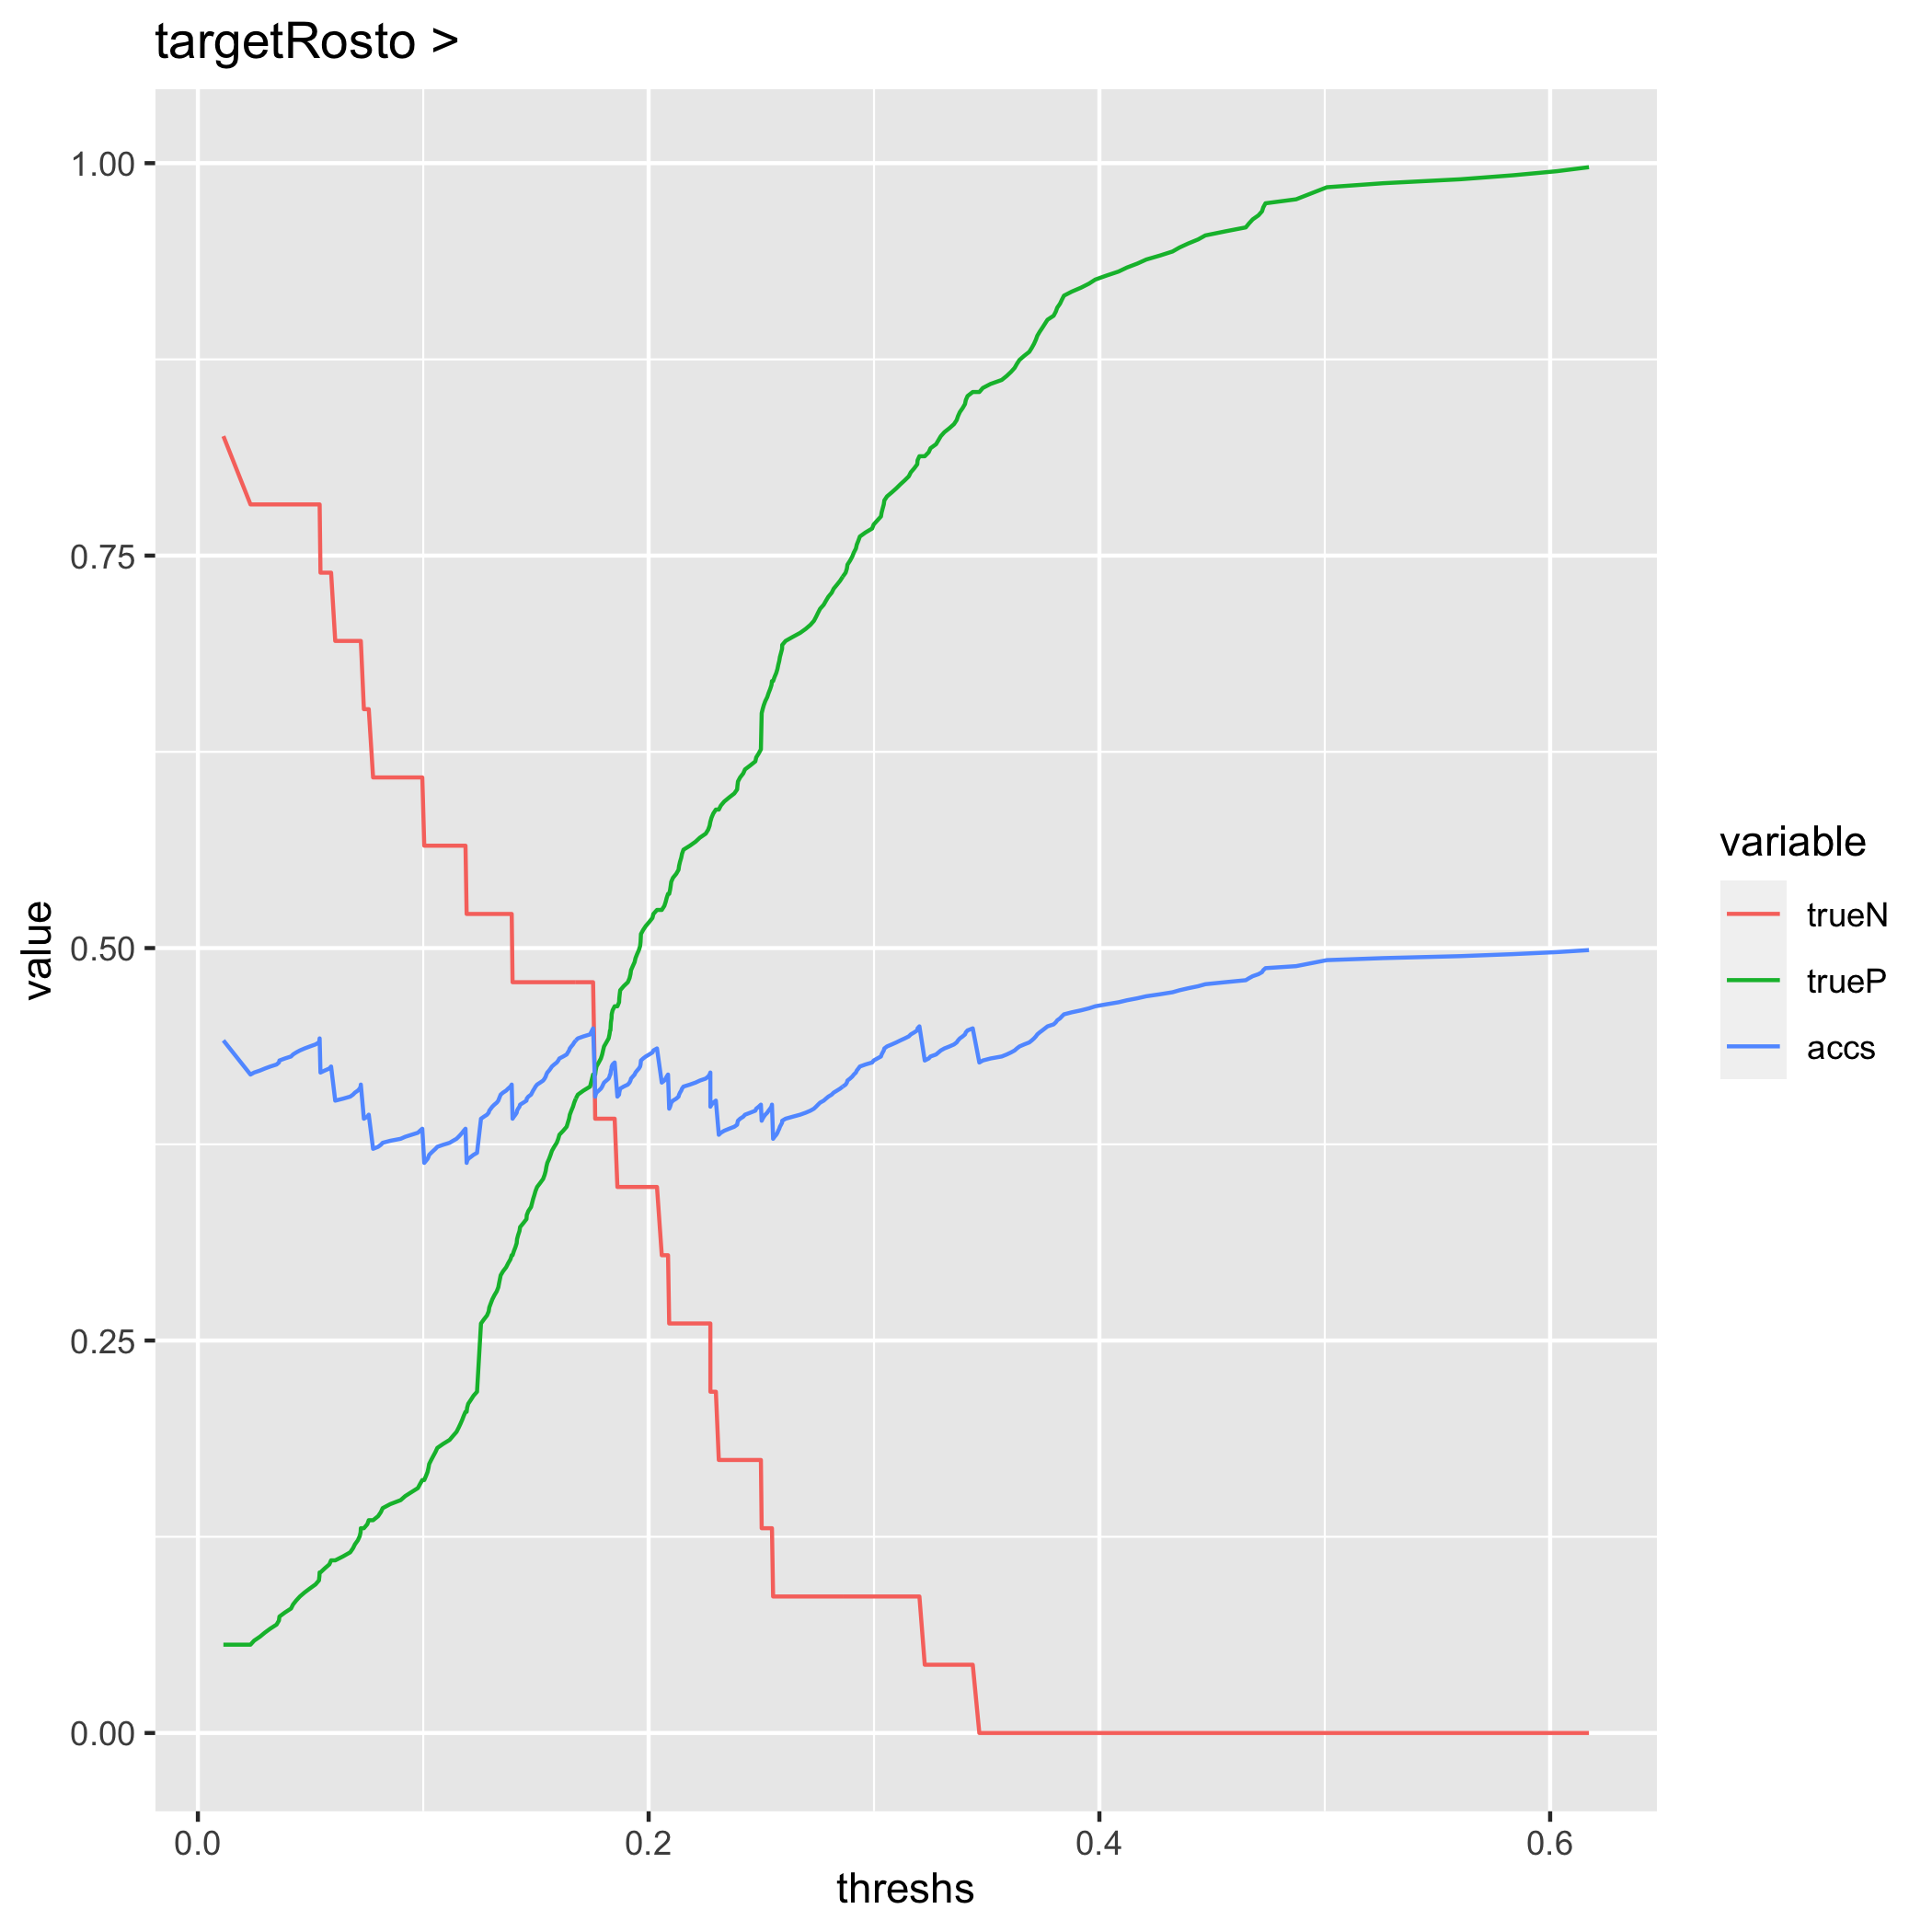 targetRosto >
1.00
0.75
0.50
0.25
0.00
value
0.0
0.2
0.4
0.6
threshs
variable
trueN
trueP
accs